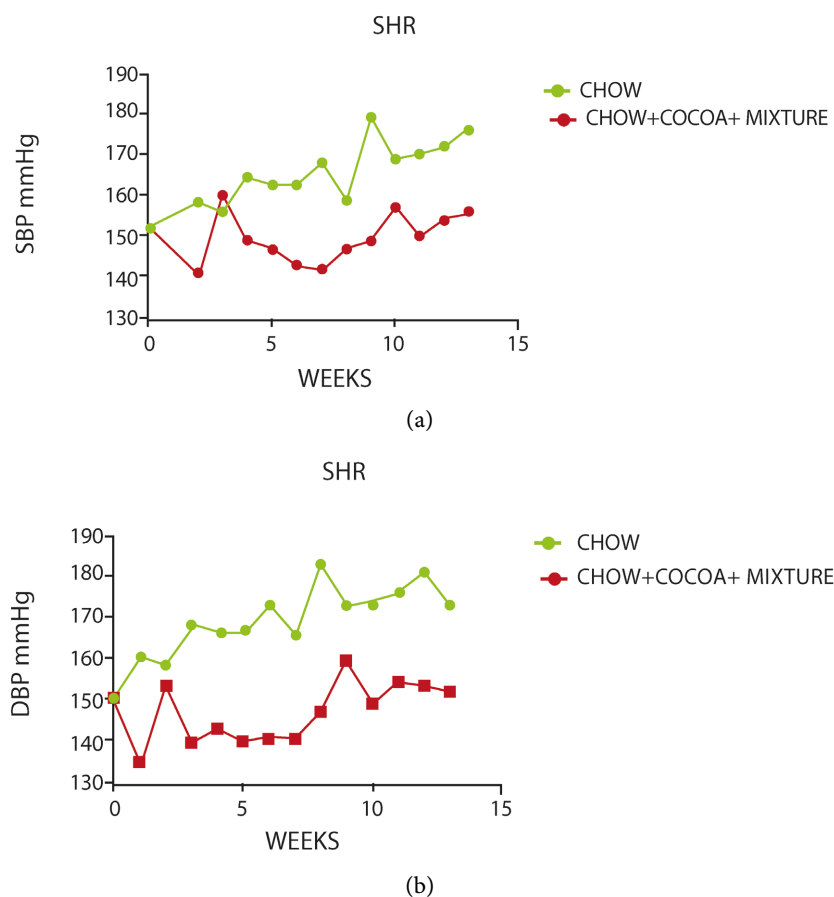 SHR
190
180
170
160
150
140
130
SBP mmHg
0
5
10
15
WEEKS
CHOW
CHOW+COCOA+ MIXTURE
(a)
SHR
190
180
170
160
150
140
130
DBP mmHg
0
5
10
15
WEEKS
CHOW
CHOW+COCOA+ MIXTURE
(b)